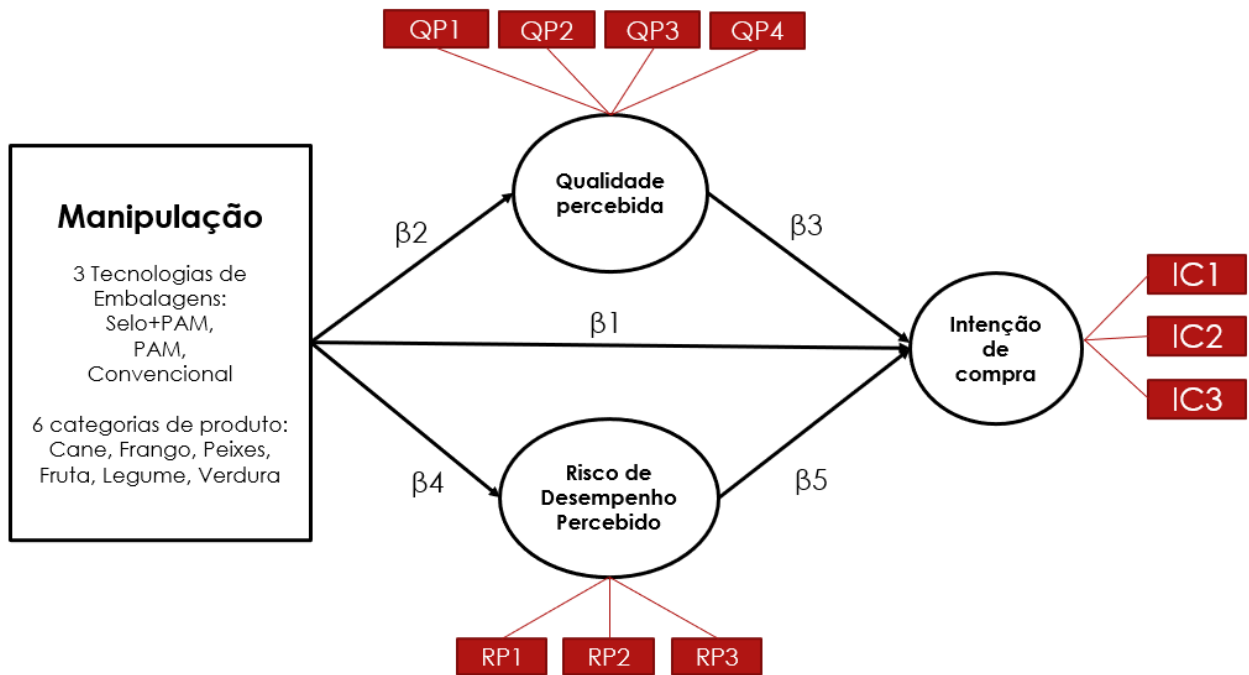 QP1
QP2
QP3
QP4
Manipulação
3 Tecnologias de
Embalagens:
Selo+PAM,
PAM,
Convencional
6 categorias de produto:
Cane, Frango, Peixes,
Fruta, Legume, Verdura
Qualidade
percebida
β2
β3
β1
Intenção
de
compra
IC1
IC2
IC3
β4
β5
Risco de
Desempenho
Percebido
RP1
RP2
RP3